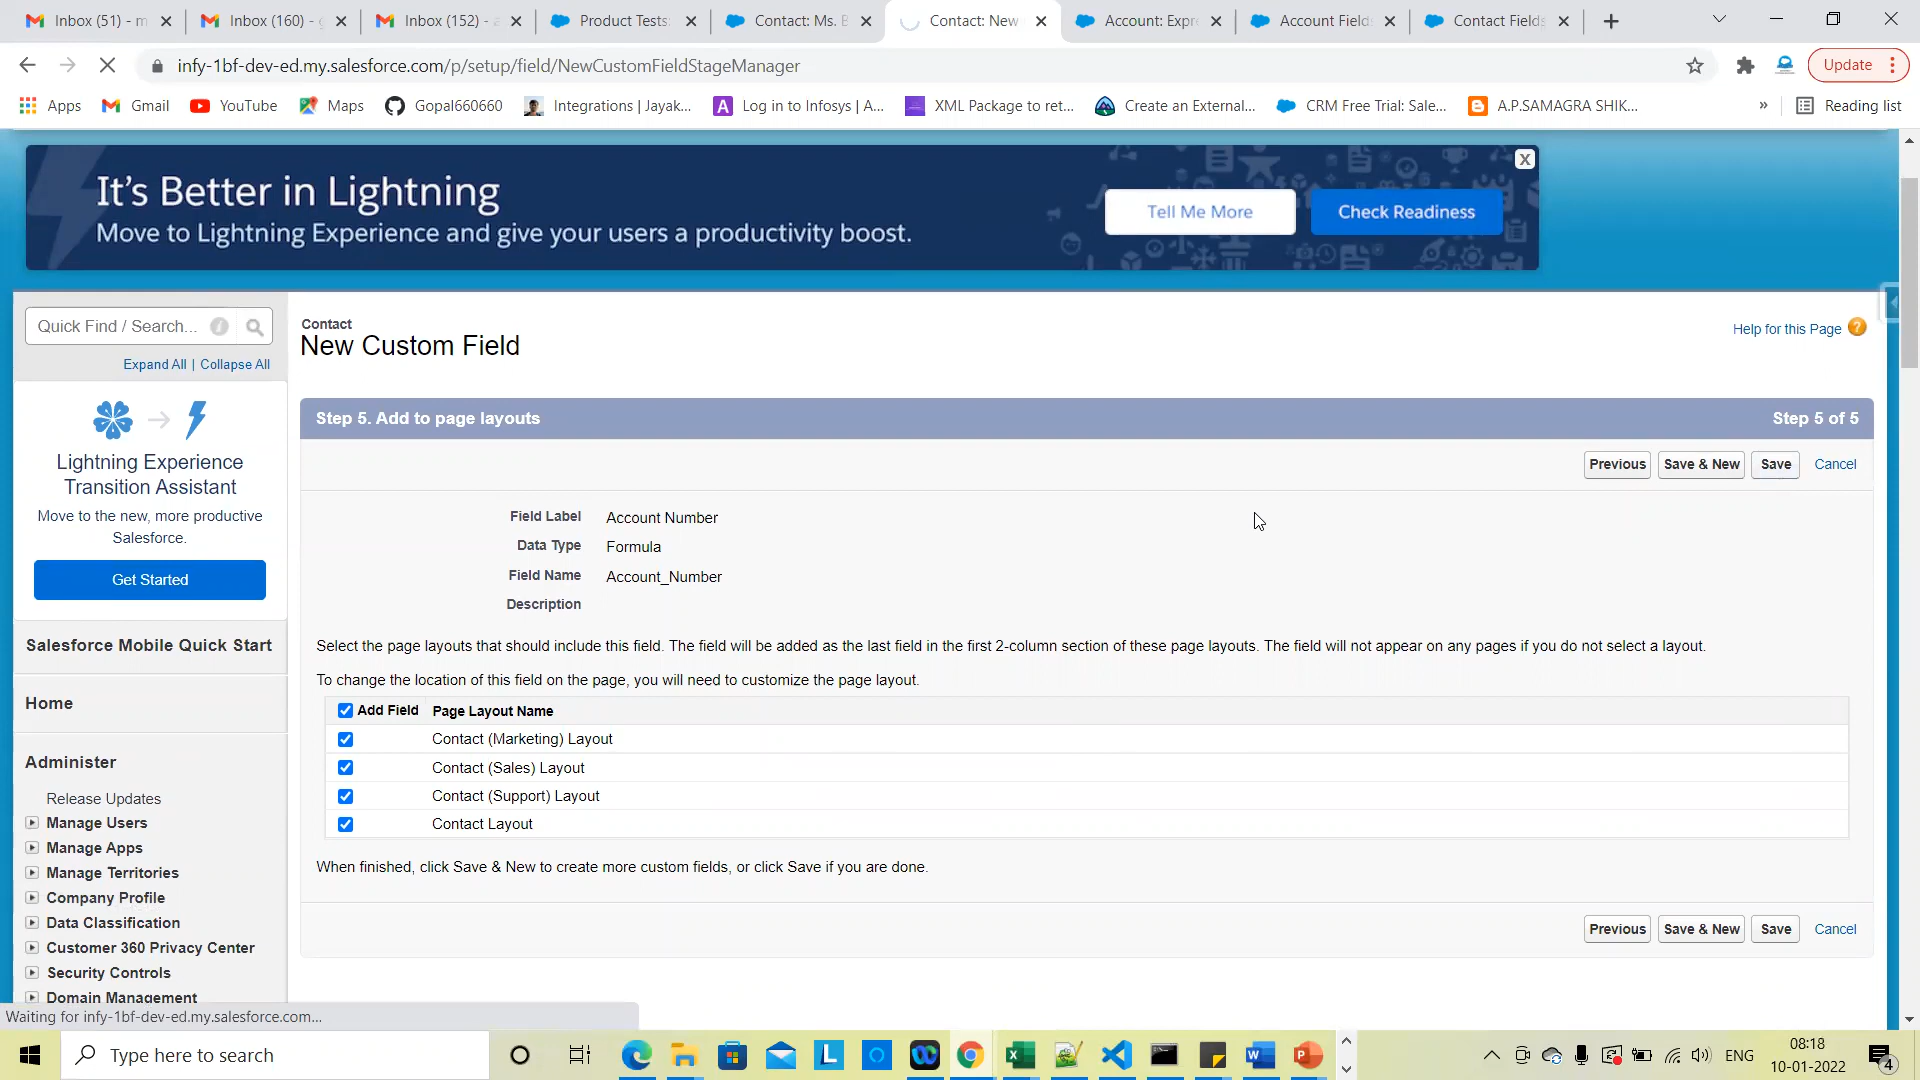 Inbox (51) - m
Inbox (160) - g
Inbox (152) - a
Product Tests:
Contact: Ms. B
Contact: New
Account: Expre
Account Field
Contact Fields
infy-1bf-dev-ed.my.salesforce.com/p/setup/field/NewCustomFieldStageManager
Update
Apps
Gmail
YouTube
Maps
Gopal660060
Integrations | Jayak...
Log in to Infosys | A...
XML Package to ret...
Create an External...
CRM Free Trial: Sale...
A.P.SAMAGRA SHIK...
»
Reading list
It's Better in Lightning
Move to Lightning Experience and give your users a productivity boost.
Tell Me More
Check Readiness
X
Quick Find / Search...
Expand All | Collapse All
Lightning Experience
Transition Assistant
Move to the new, more productive
Salesforce.
Get Started
Salesforce Mobile Quick Start
Home
Administer
Release Updates
Manage Users
Manage Apps
Manage Territories
Company Profile
Data Classification
Customer 360 Privacy Center
Security Controls
Domain Management
Contact
New Custom Field
Help for this Page
Step 5. Add to page layouts
Step 5 of 5
Previous
Save & New
Save
Cancel
Field Label Account Number
Data Type Formula
Field Name Account_Number
Description
Select the page layouts that should include this field. The field will be added as the last field in the first 2-column section of these page layouts. The field will not appear on any pages if you do not select a layout.
To change the location of this field on the page, you will need to customize the page layout.
Add Field Page Layout Name
Contact (Marketing) Layout
Contact (Sales) Layout
Contact (Support) Layout
Contact Layout
When finished, click Save & New to create more custom fields, or click Save if you are done.
Previous
Save & New
Save
Cancel
Waiting for infy-1bf-dev-ed.my.salesforce.com...
Type here to search
ENG
08:18
10-01-2022
4